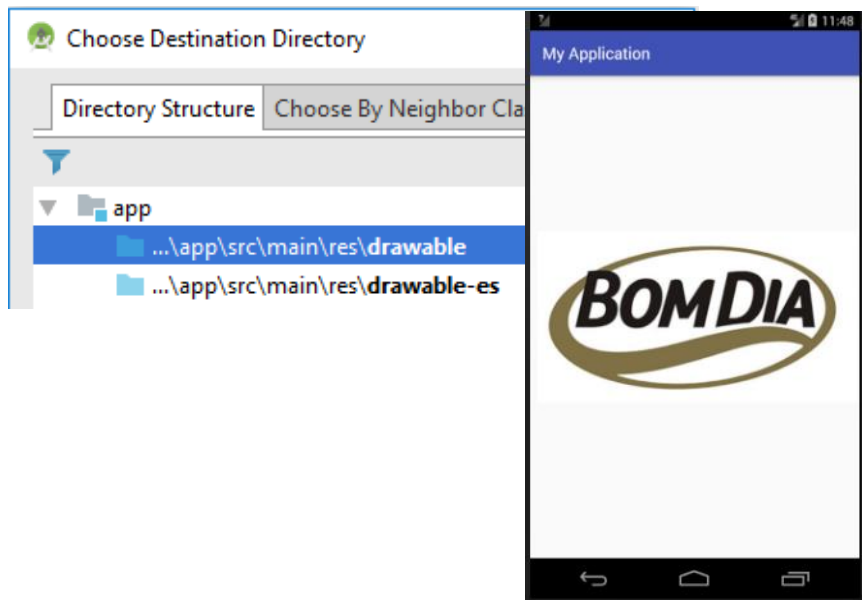 Choose Destination Directory
Directory Structure
Choose By Neighbor Cla
app
...\app\src\main\res\drawable
...\app\src\main\res\drawable-es
11:48
My Application
BOM DIA